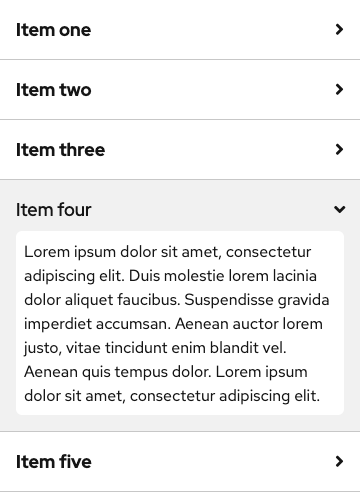 Item one
Item two
Item three
Item four
Lorem ipsum dolor sit amet, consectetur
adipiscing elit. Duis molestie lorem lacinia
dolor aliquet faucibus. Suspendisse gravida
imperdiet accumsan. Aenean auctor lorem
justo, vitae tincidunt enim blandit vel.
Aenean quis tempus dolor. Lorem ipsum
dolor sit amet, consectetur adipiscing elit.
Item five